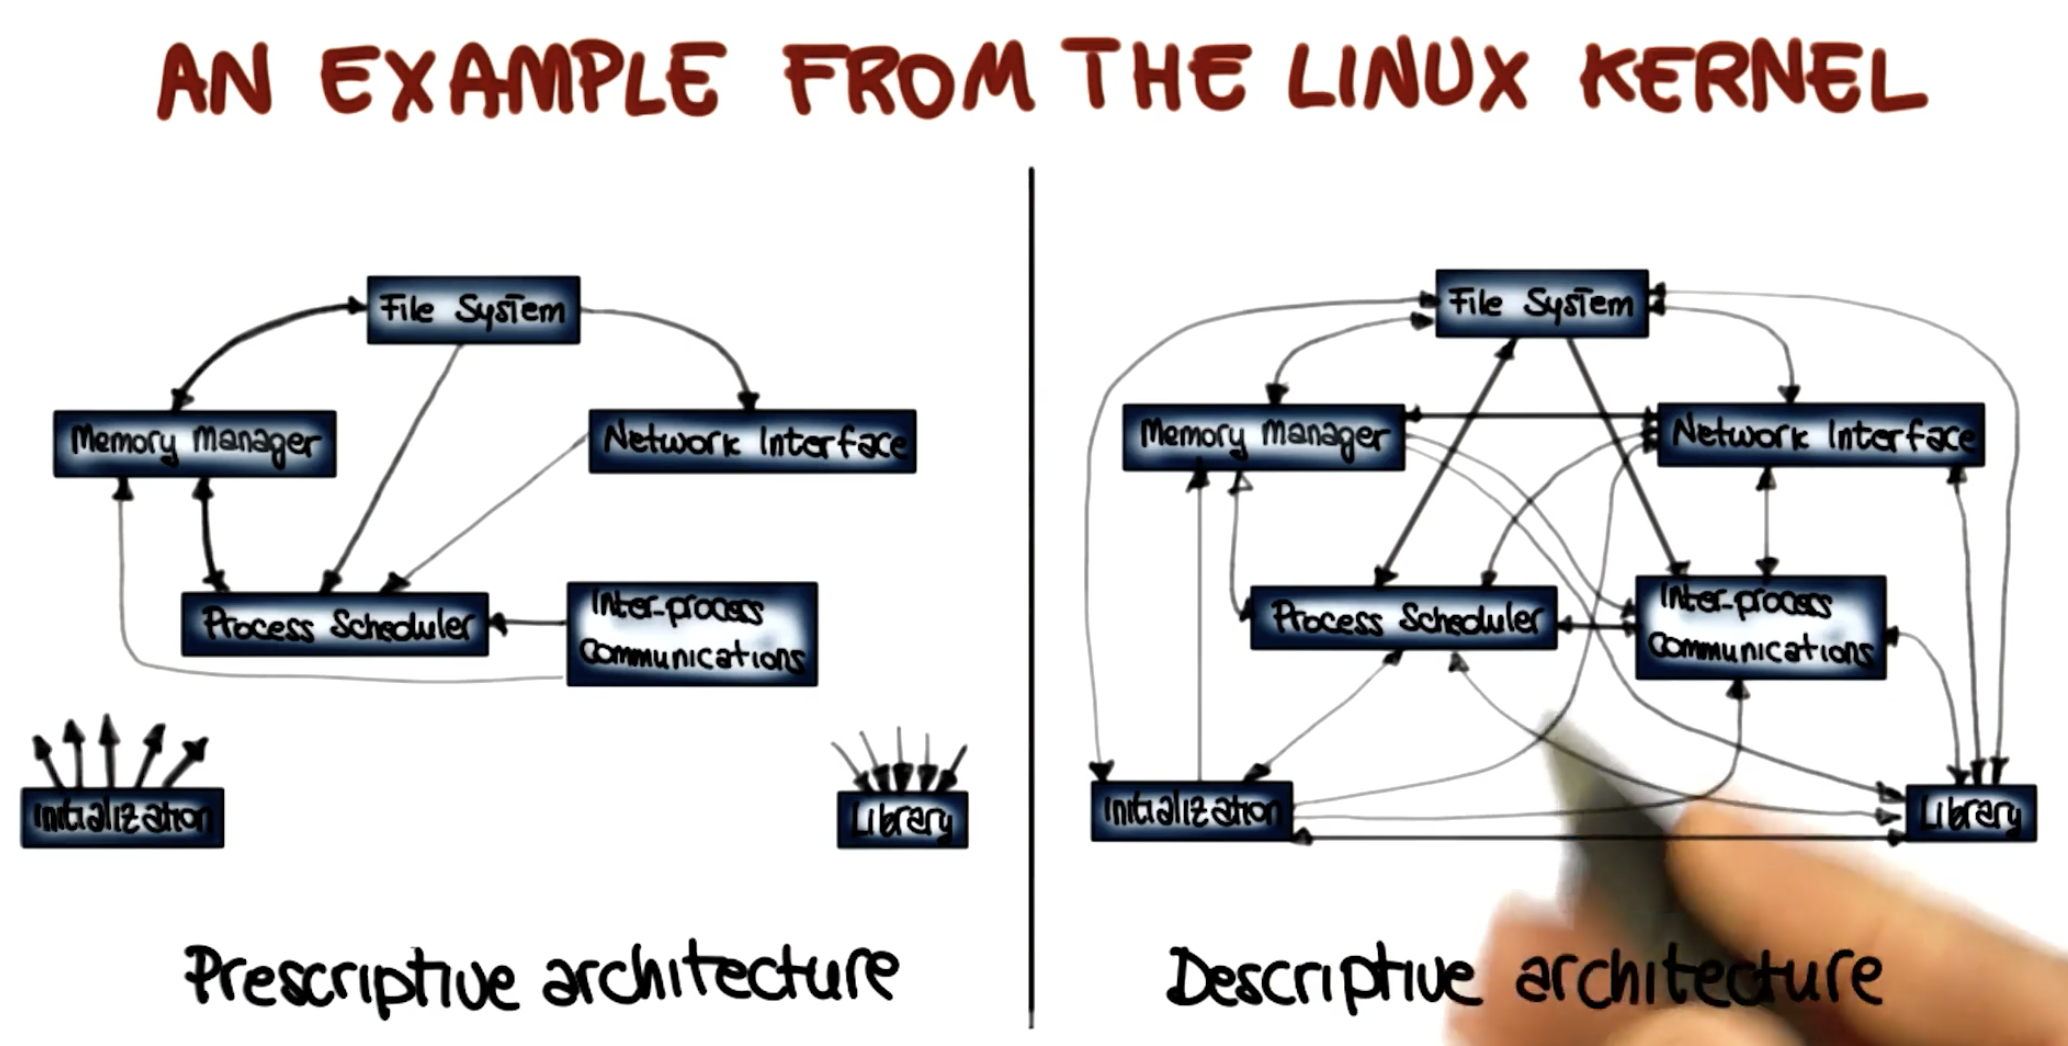 AN EXAMPLE FROM THE LINUX KERNEL
File System
Memory Manager
Network Interface
Process Scheduler
Inter-process
Communications
Initialization
Library
Prescriptive architecture
File System
Memory Manager
Network Interface
Process Scheduler
Inter-process
Communications
Initialization
Library
Descriptive architecture